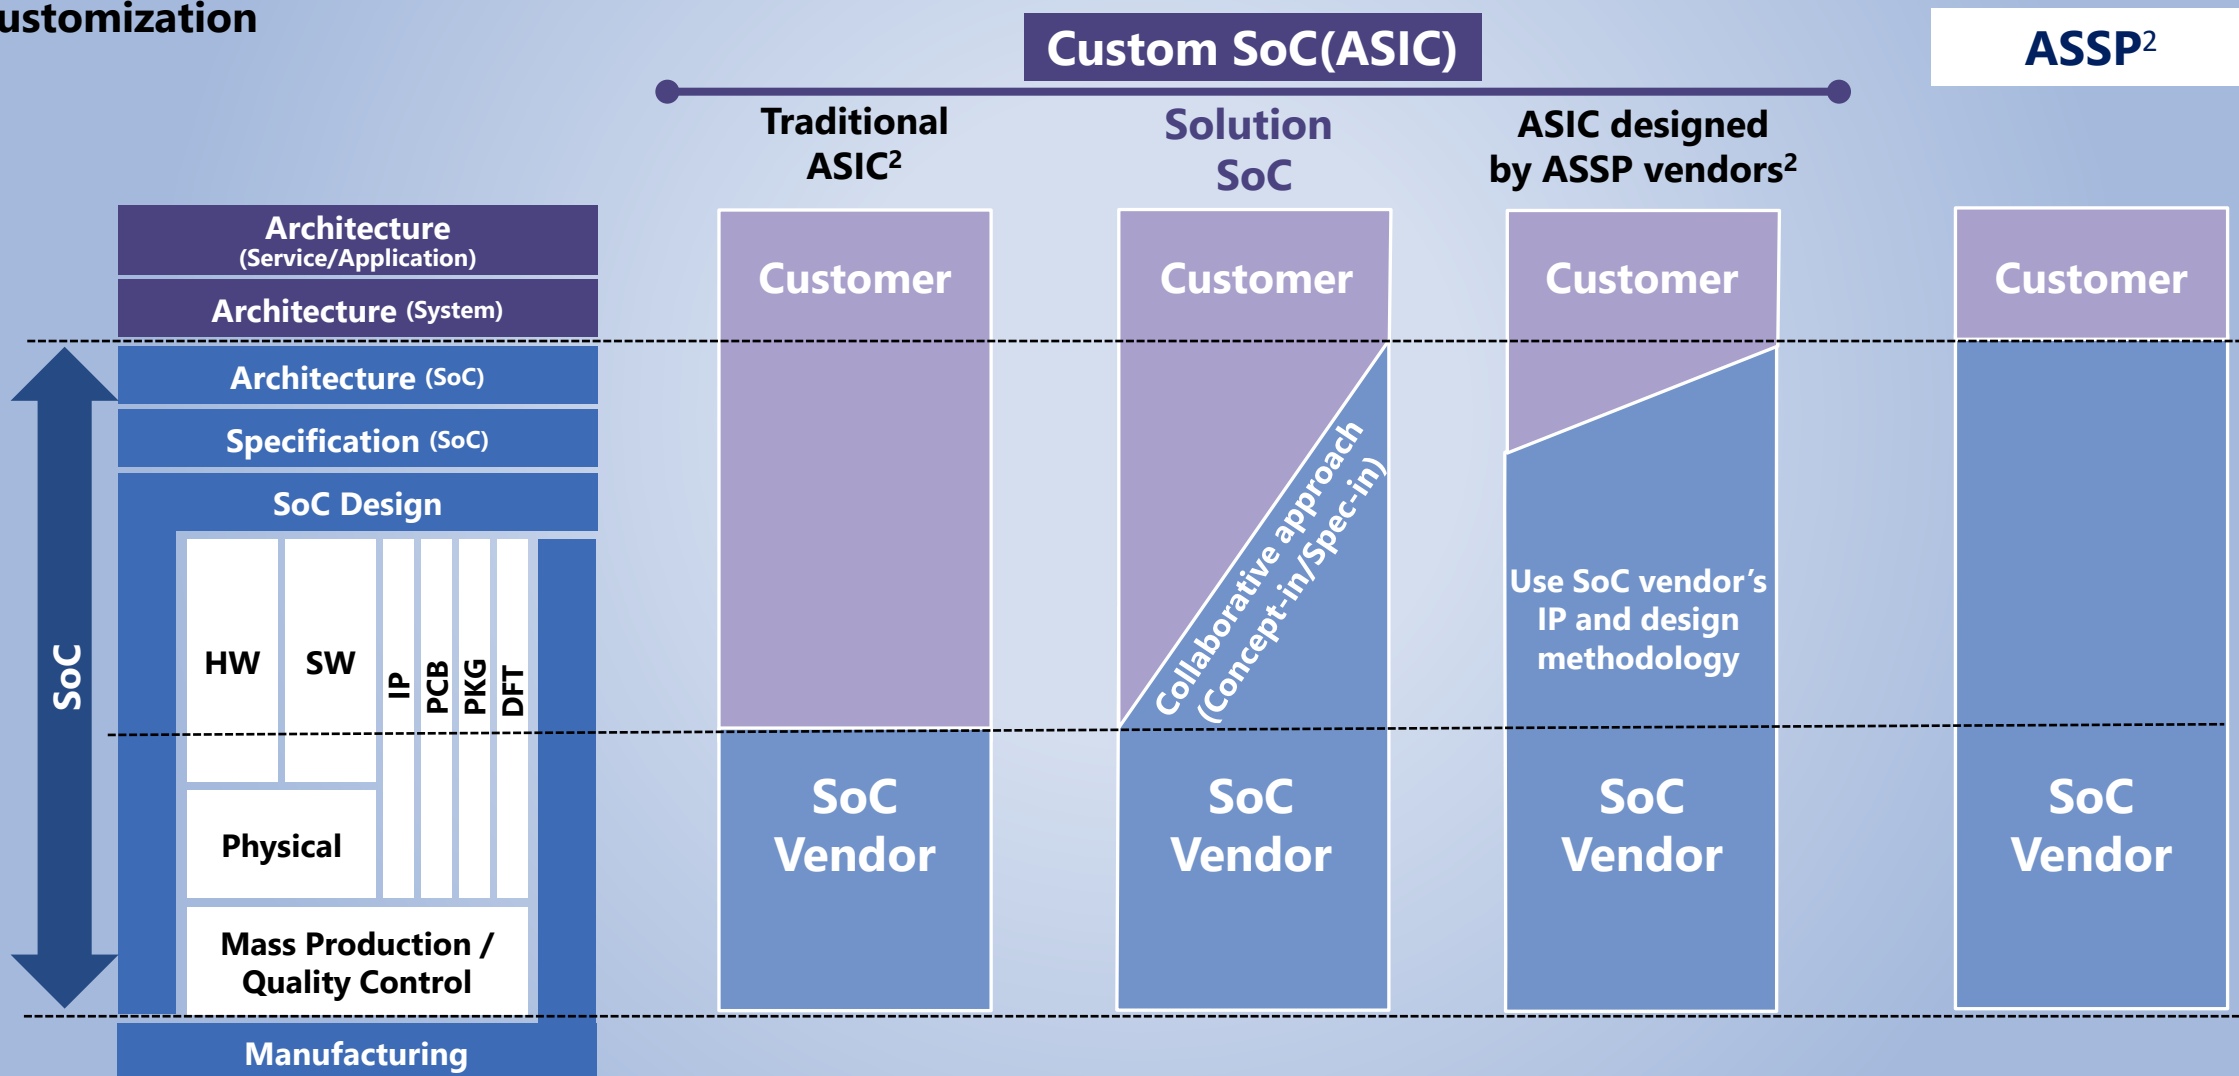 ustomization
Custom SoC(ASIC)
ASSP²
Traditional
ASIC²
Solution
SoC
ASIC designed
by ASSP vendors²
Architecture
(Service/Application)
Architecture (System)
Architecture (SoC)
Specification (SoC)
SoC Design
HW
SW
IP
PCB
PKG
DFT
Physical
Mass Production /
Quality Control
Manufacturing
SoC
Customer
SoC
Vendor
Customer
Collaborative approach
(Concept-in/Spec-in)
SoC
Vendor
Customer
Use SoC vendor’s
IP and design
methodology
SoC
Vendor
Customer
SoC
Vendor